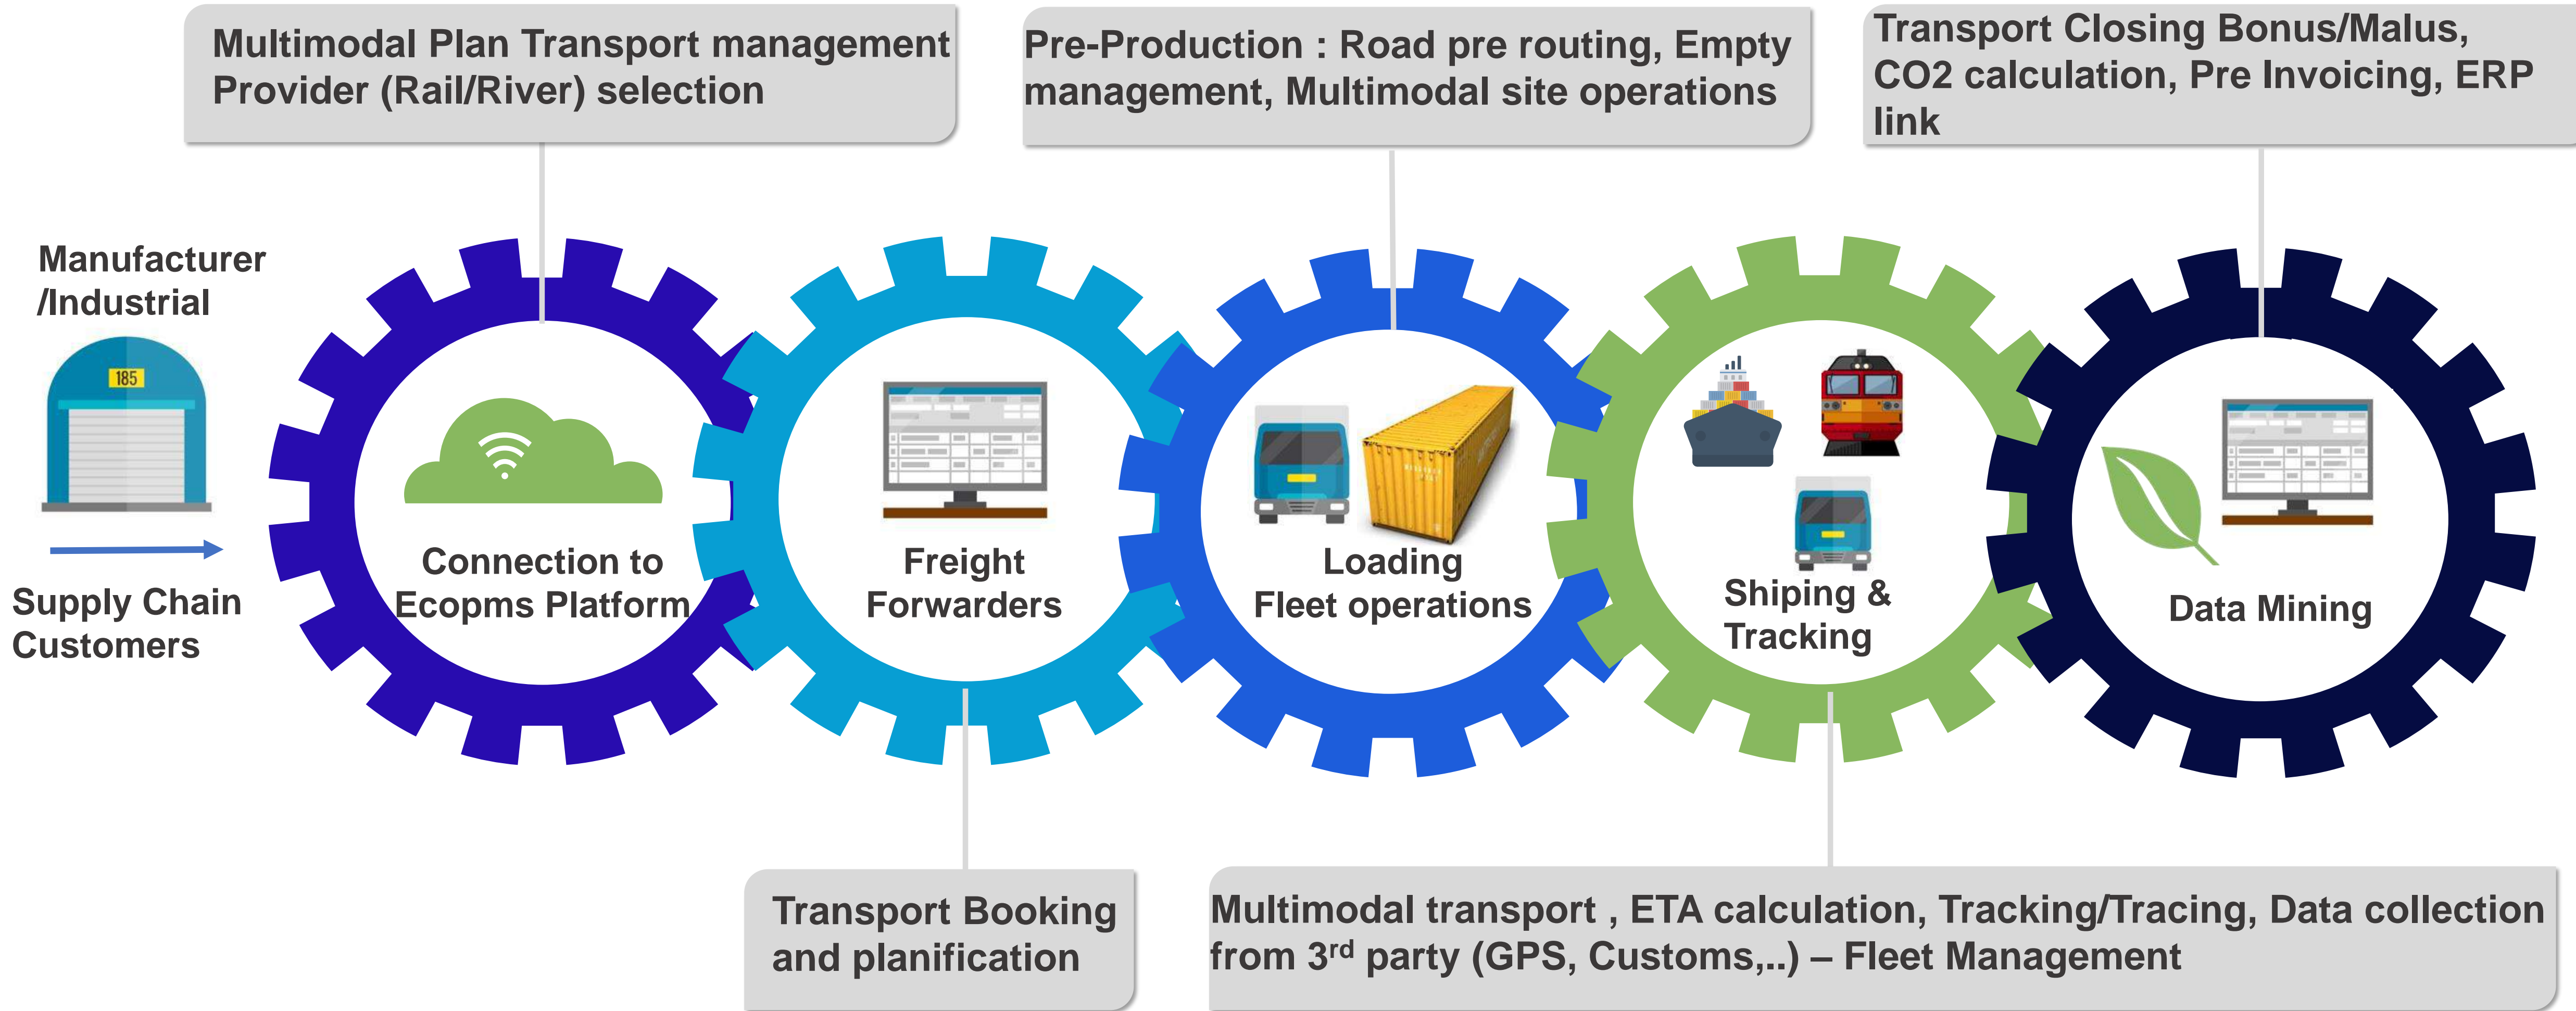 Multimodal Plan Transport management
Provider (Rail/River) selection
Pre-Production : Road pre routing, Empty
management, Multimodal site operations
Transport Closing Bonus/Malus,
CO2 calculation, Pre Invoicing, ERP
link
Manufacturer
/Industrial
185
Supply Chain
Customers
Connection to
Ecopms Platform
Freight
Forwarders
Loading
Fleet operations
Shiping &
Tracking
Data Mining
Transport Booking
and planification
Multimodal transport , ETA calculation, Tracking/Tracing, Data collection
from 3rd party (GPS, Customs,..) – Fleet Management